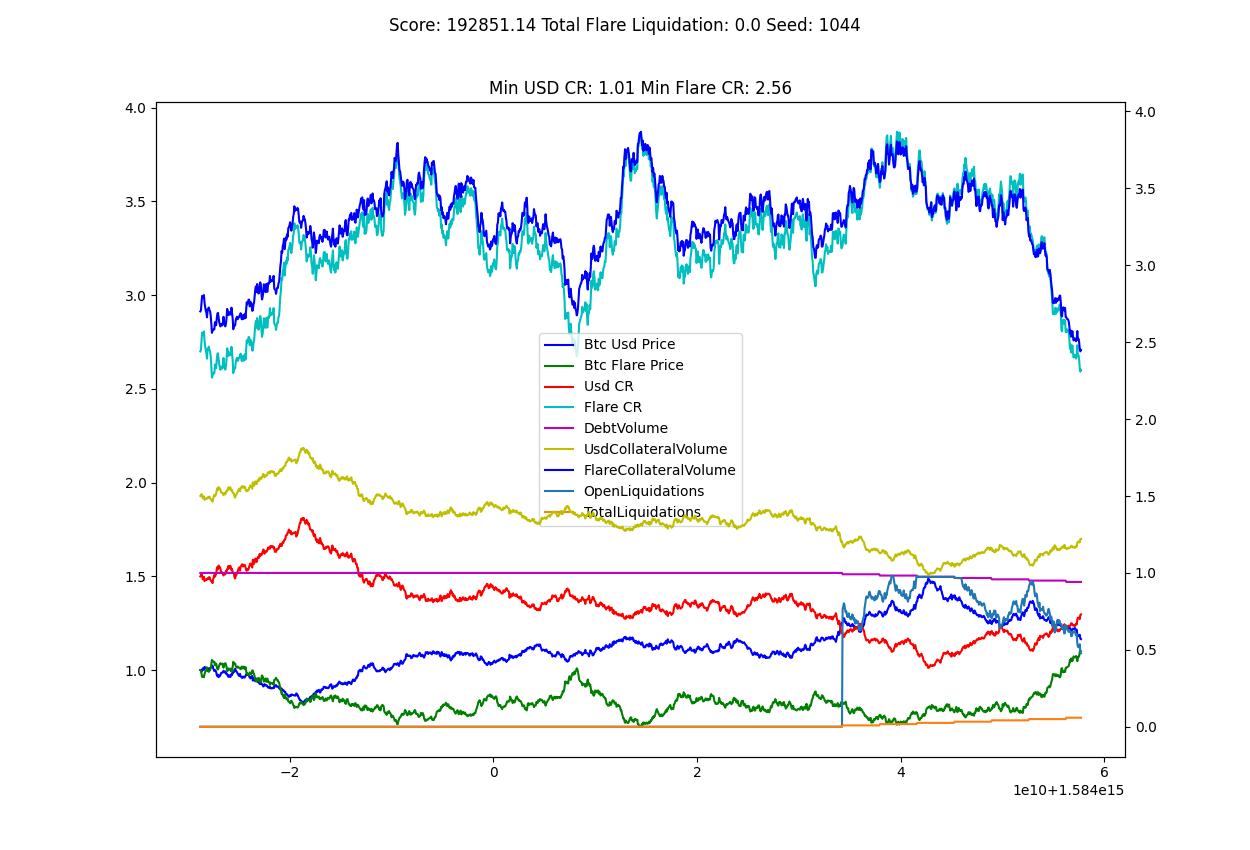 Score: 192851.14 Total Flare Liquidation: 0.0 Seed: 1044
Min USD CR: 1.01 Min Flare CR: 2.56
4.0
3.5
3.0
2.5
2.0
1.5
1.0
4.0
3.5
3.0
2.5
2.0
1.5
1.0
0.5
0.0
Btc Usd Price
Btc Flare Price
Usd CR
Flare CR
DebtVolume
UsdCollateralVolume
FlareCollateralVolume
OpenLiquidations
TotalLiquidations
−2 0 2 4 6
1e10+1.584e15